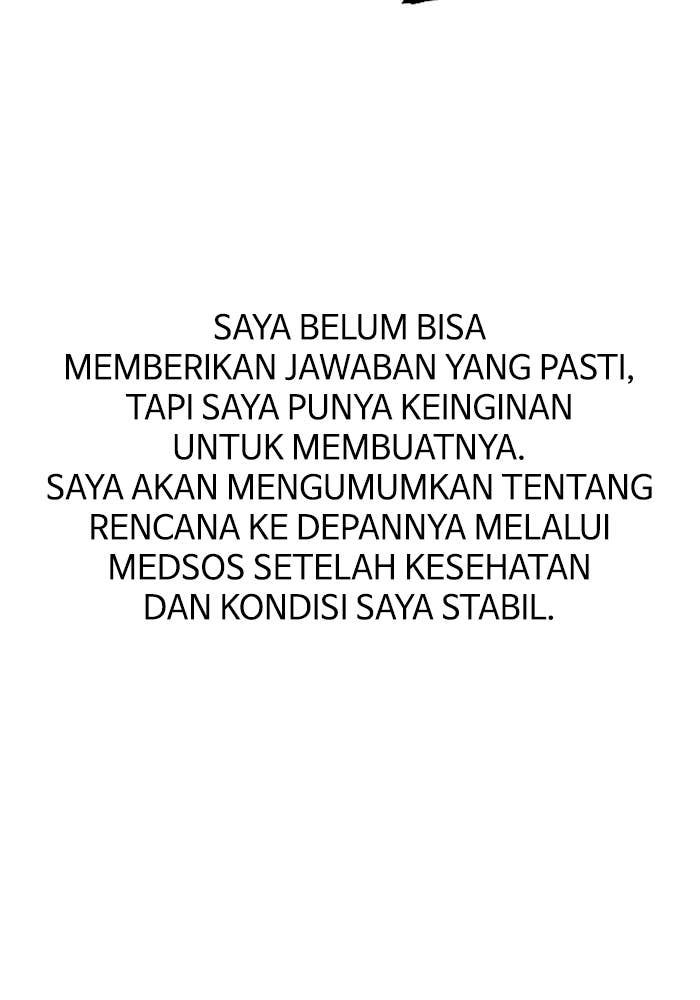 SAYA BELUM BISA
MEMBERIKAN JAWABAN YANG PASTI,
TAPI SAYA PUNYA KEINGINAN
UNTUK MEMBUATNYA.
SAYA AKAN MENGUMUMKAN TENTANG
RENCANA KE DEPANNYA MELALUI
MEDSOS SETELAH KESEHATAN
DAN KONDISI SAYA STABIL.